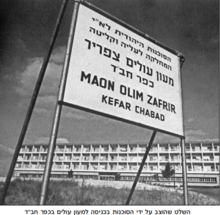 הסוכנות היהודית לא"י
המחלקה לעליה וקליטה
מעון עולים צפריר
כפר חב"ד
MAON OLIM ZAFRIR
KEFAR CHABAD
השלט שהוצב על ידי הסוכנות בכניסה למעון עולים בכפר חב"ד